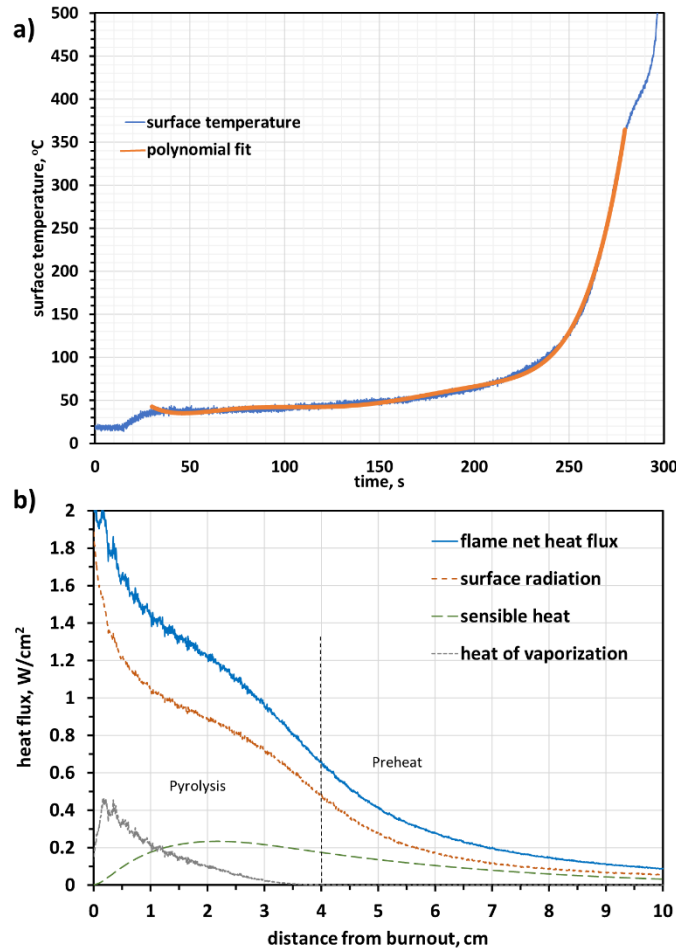 a)
500
450
400
350
300
250
200
150
100
50
0
surface temperature, °C
surface temperature
polynomial fit
0 50 100 150 200 250 300
time, s
b)
2
1.8
1.6
1.4
1.2
1
0.8
0.6
0.4
0.2
0
heat flux, W/cm²
flame net heat flux
surface radiation
sensible heat
heat of vaporization
Preheat
Pyrolysis
0 1 2 3 4 5 6 7 8 9 10
distance from burnout, cm